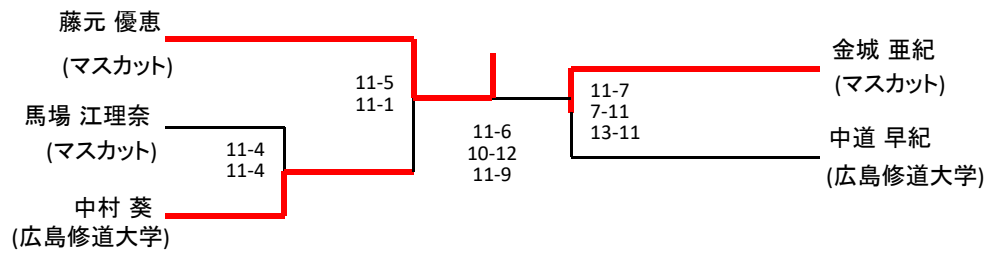 藤元 優恵
(マスカット)
馬場 江理奈
(マスカット)
中村 葵
(広島修道大学)
11-4
11-4
11-5
11-1
11-6
10-12
11-9
11-7
7-11
13-11
金城 亜紀
(マスカット)
中道 早紀
(広島修道大学)